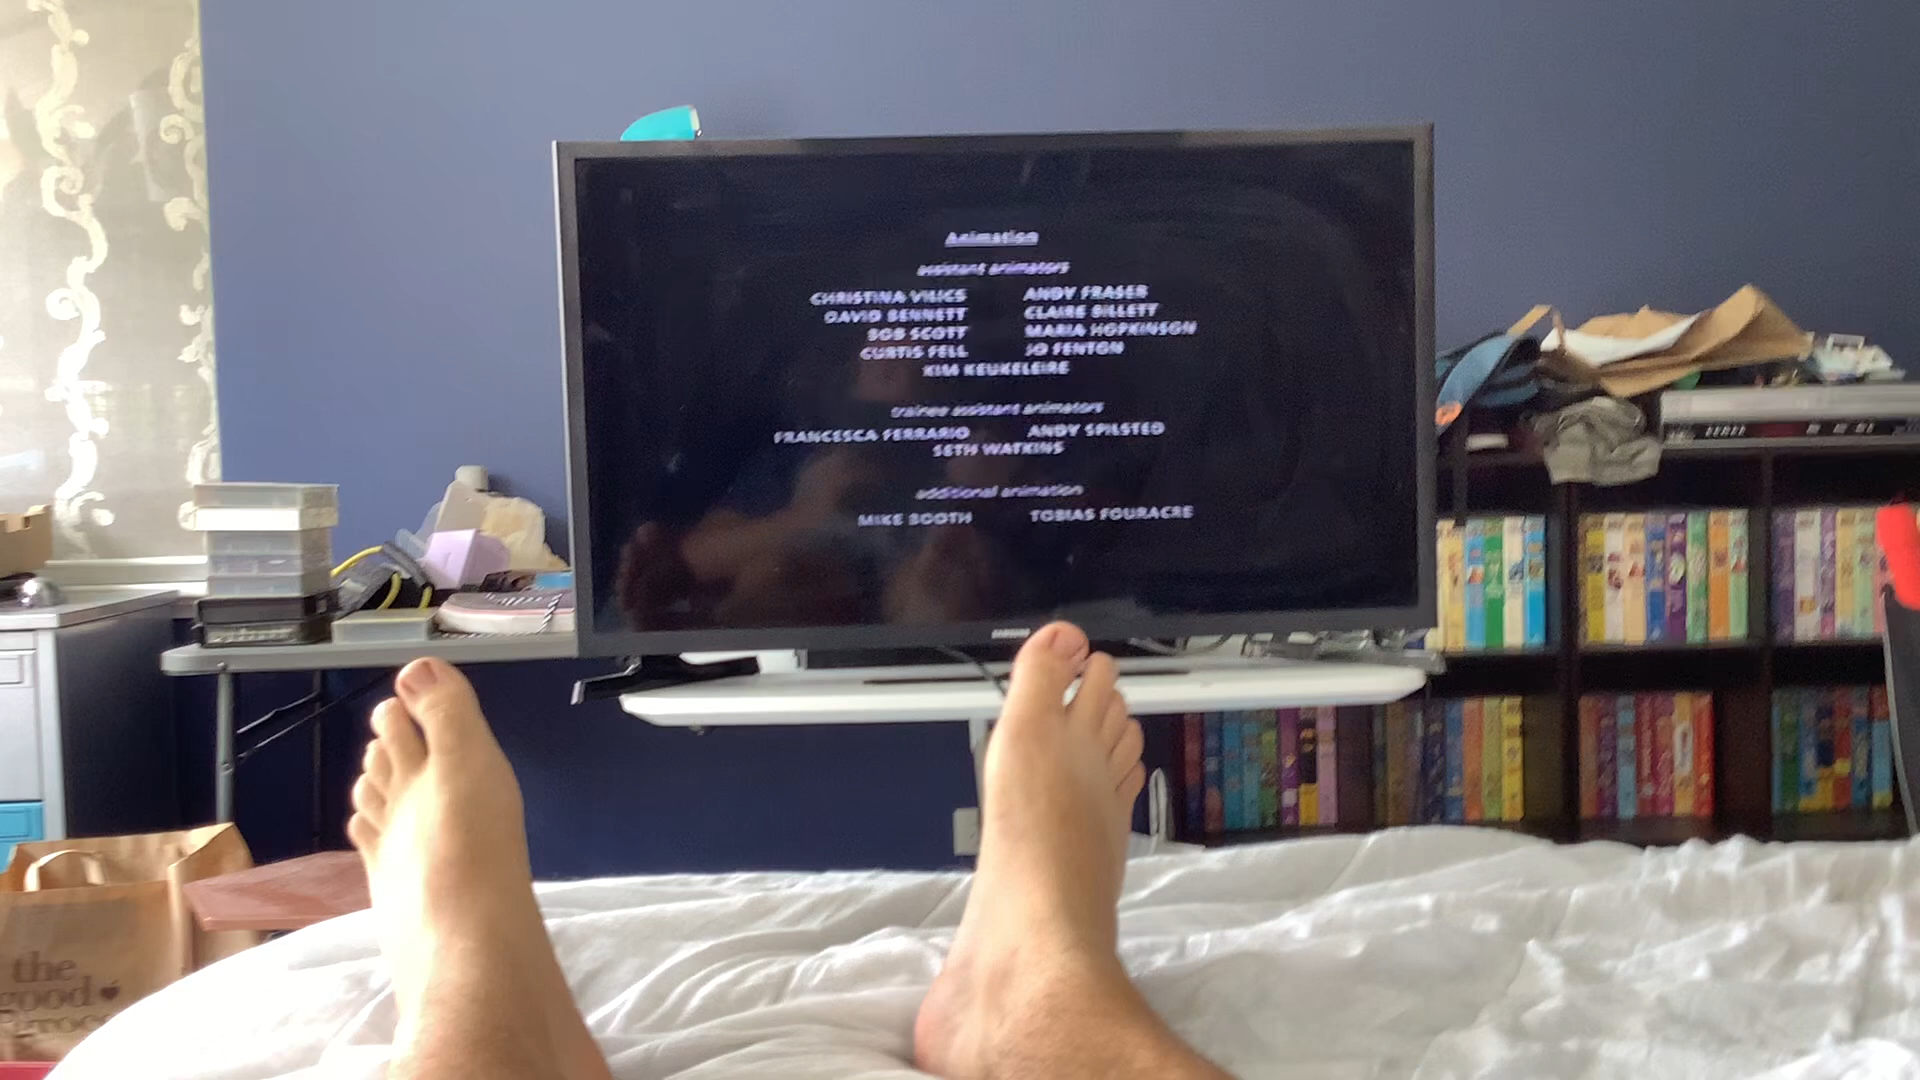 Animation
assistant animators
CHRISTINA VILICS ANDY FRASER
DAVID BENNETT CLAIRE BILLETT
BOB SCOTT MARIA HOPKINSON
CURTIS FELL JO FENTON
KIM KEUKELEIRE
trainee assistant animators
FRANCESCA FERRARIO ANDY SPILSTED
SETH WATKINS
additional animation
MIKE BOOTH TOBIAS FOURACRE
SAMSUNG
the
good